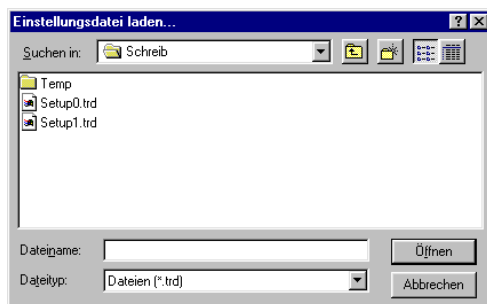 Einstellungsdatei laden...
Suchen in: Schreib
Temp
Setup0.trd
Setup1.trd
Dateiname: Öffnen
Dateityp: Dateien (*.trd) Abbrechen